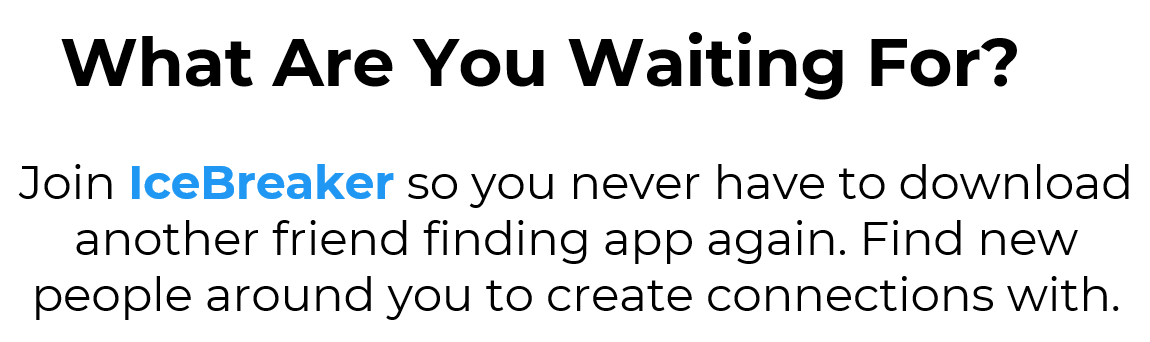 What Are You Waiting For?
Join IceBreaker so you never have to download
another friend finding app again. Find new
people around you to create connections with.